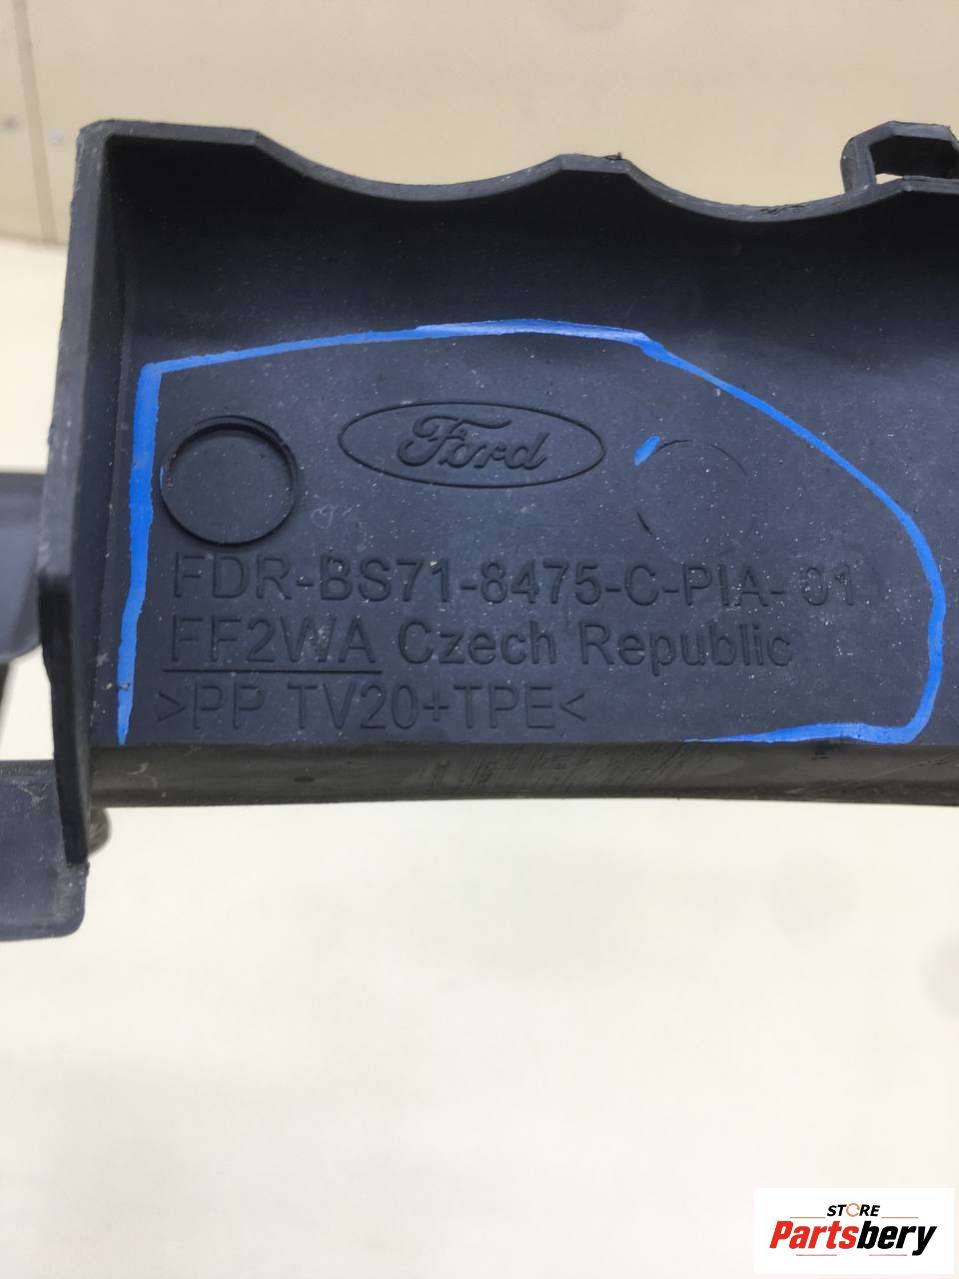 Ford
FDR-BS71-8475-C-PIA- 01
FF2WA Czech Republic
>PP TV20+TPE<
STORE
Partsbery